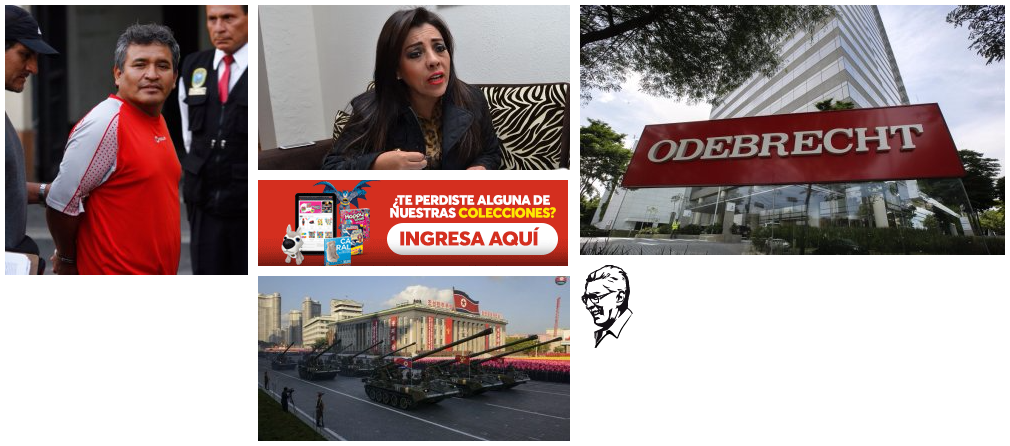 ¿TE PERDISTE ALGUNA DE
NUESTRAS COLECCIONES?
INGRESA AQUÍ
ODEBRECHT